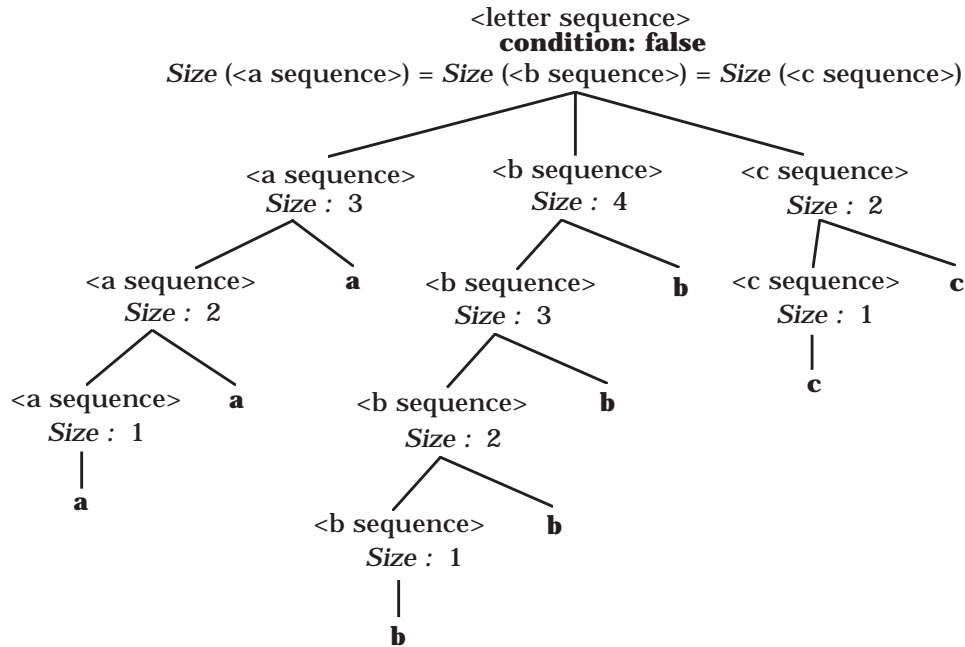 <letter sequence>
condition: false
Size (<a sequence>) = Size (<b sequence>) = Size (<c sequence>)
<a sequence> <b sequence> <c sequence>
Size : 3 Size : 4 Size : 2
<a sequence> a <b sequence> b <c sequence> c
Size : 2 Size : 3 Size : 1
<a sequence> a <b sequence> b c
Size : 1 Size : 2
a <b sequence> b
Size : 1
b